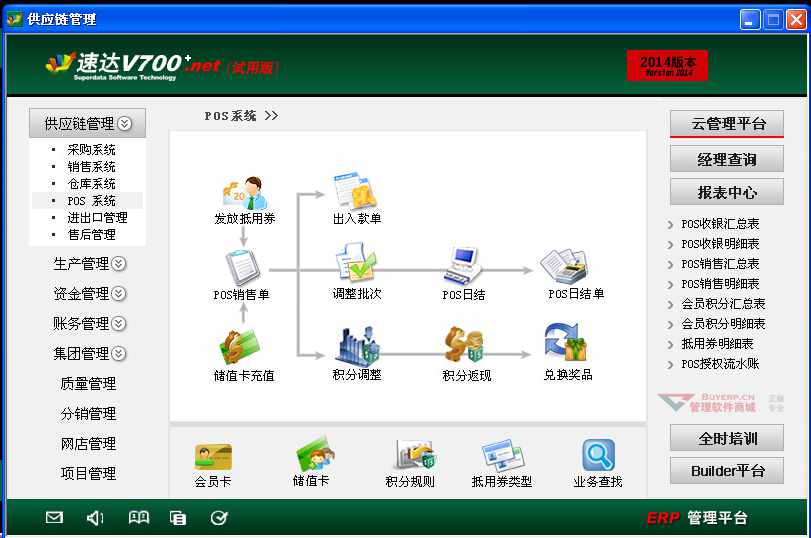 供应链管理
速达V700+.net (试用版)
Superdata Software Technology
2014版本
Version 2014
供应链管理
采购系统
销售系统
仓库系统
POS 系统
进出口管理
售后管理
生产管理
资金管理
账务管理
集团管理
质量管理
分销管理
网店管理
项目管理
POS系统 >>
发放抵用券
出入款单
20
POS销售单
调整批次
POS日结
POS日结单
储值卡充值
积分调整
积分返现
兑换奖品
会员卡
储值卡
积分规则
抵用券类型
业务查找
云管理平台
经理查询
报表中心
POS收银汇总表
POS收银明细表
POS销售汇总表
POS销售明细表
会员积分汇总表
会员积分明细表
抵用券明细表
POS授权流水账
BUYERP.CN
管理软件商城
正版
专业
全时培训
Builder平台
ERP 管理平台